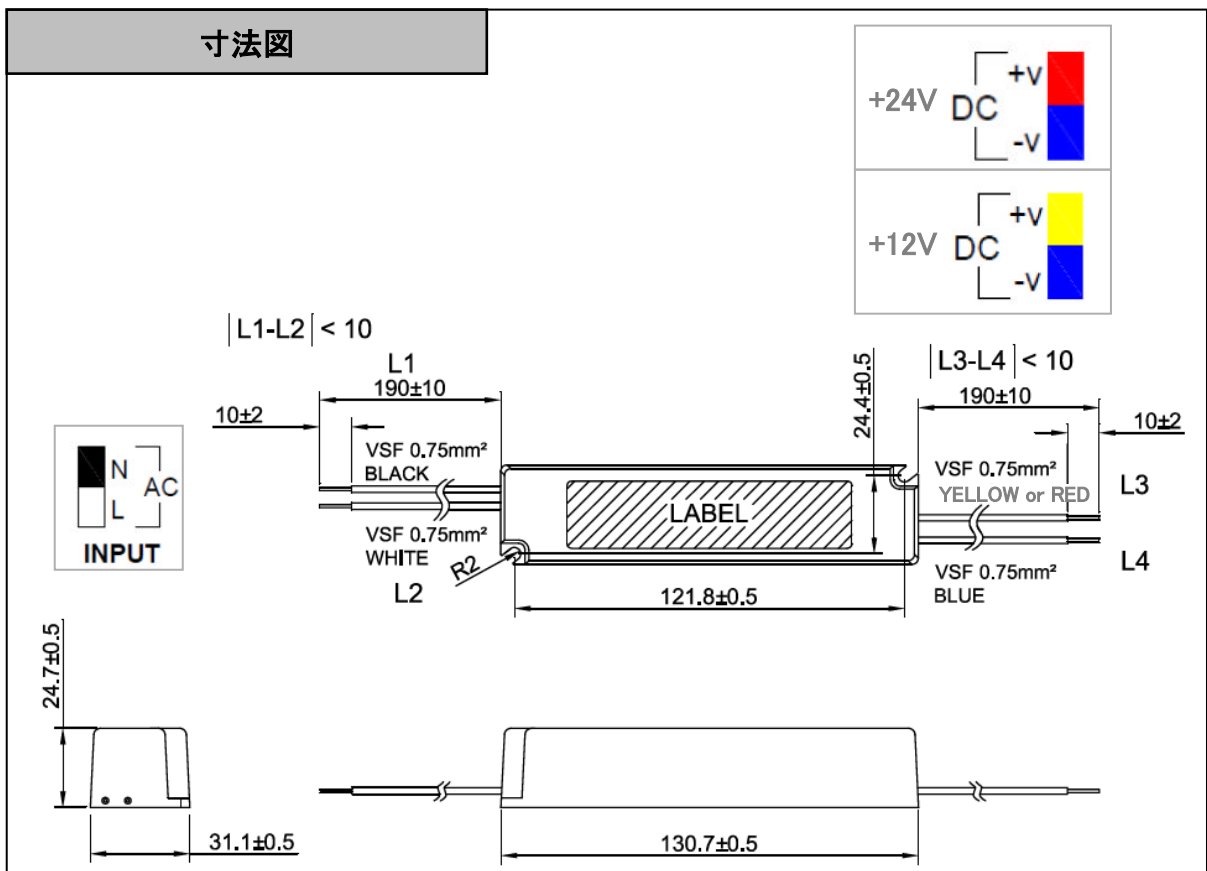 寸法図
+24V DC +v
-v
+12V DC +v
-v
|L1-L2| < 10
L1
190±10
10±2
VSF 0.75mm²
BLACK
VSF 0.75mm²
WHITE
L2
N
L
AC
INPUT
R2
LABEL
24.4±0.5
121.8±0.5
|L3-L4| < 10
190±10
10±2
VSF 0.75mm²
YELLOW or RED
L3
VSF 0.75mm²
BLUE
L4
24.7±0.5
31.1±0.5
130.7±0.5